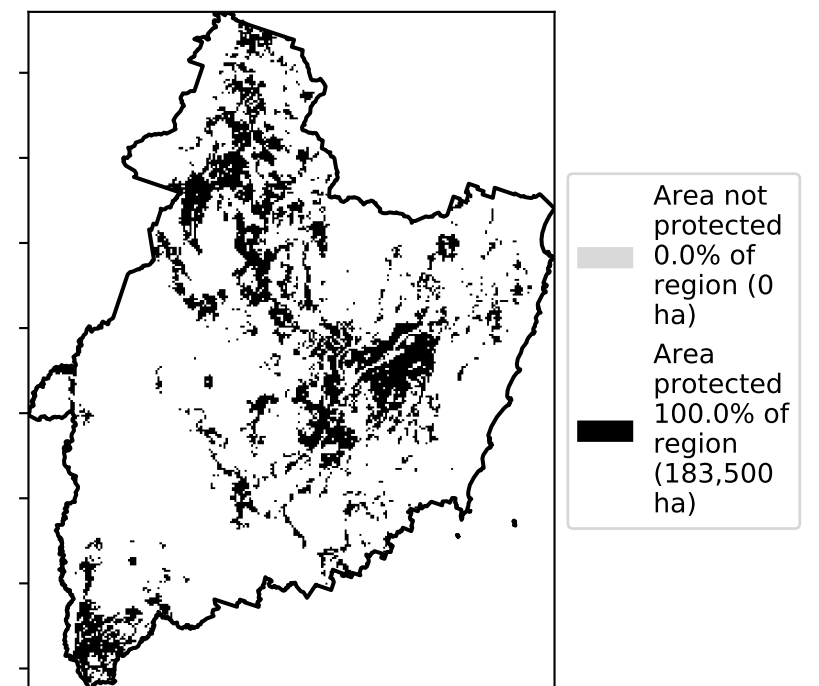 Area not
protected
0.0% of
region (0
ha)
Area
protected
100.0% of
region
(183,500
ha)